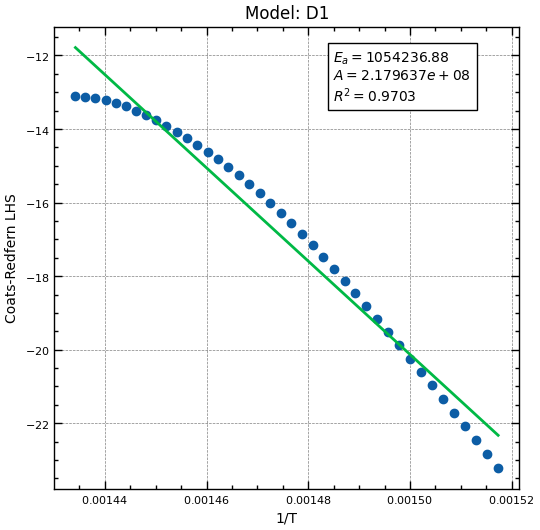 Model: D1
Coats-Redfern LHS
−12
−14
−16
−18
−20
−22
E_a = 1054236.88
A = 2.179637e + 08
R² = 0.9703
0.00144 0.00146 0.00148 0.00150 0.00152
1/T